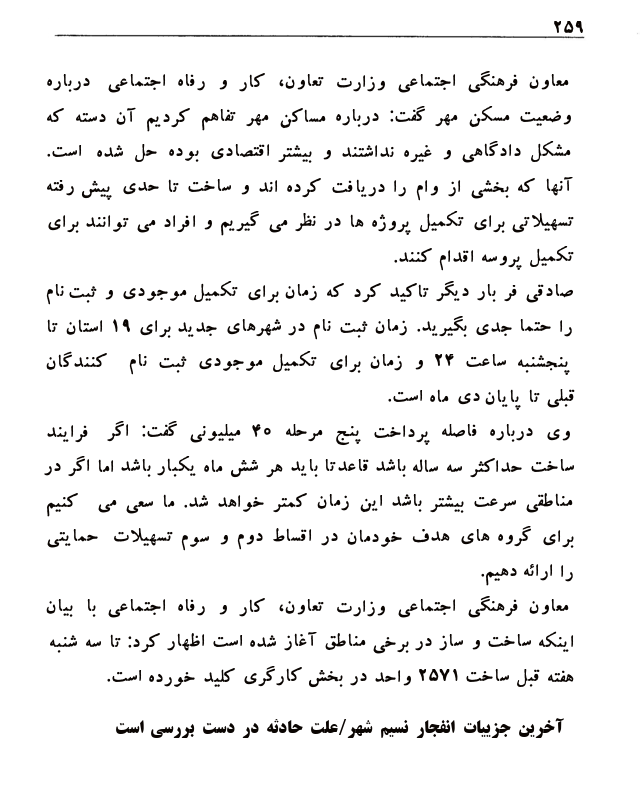 ۲۵۹
معاون فرهنگی اجتماعی وزارت تعاون، کار و رفاه اجتماعی درباره
وضعیت مسکن مهر گفت: درباره مساکن مهر تفاهم کردیم آن دسته که
مشکل دادگاهی و غیره نداشتند و بیشتر اقتصادی بوده حل شده است.
آنها که بخشی از وام را دریافت کرده اند و ساخت تا حدی پیش رفته
تسهیلاتی برای تکمیل پروژه ها در نظر می گیریم و افراد می توانند برای
تکمیل پروسه اقدام کنند.
صادقی فر بار دیگر تاکید کرد که زمان برای تکمیل موجودی و ثبت نام
را حتما جدی بگیرید. زمان ثبت نام در شهرهای جدید برای ۱۹ استان تا
پنجشنبه ساعت ۲۴ و زمان برای تکمیل موجودی ثبت نام کنندگان
قبلی تا پایان دی ماه است.
وی درباره فاصله پرداخت پنج مرحله ۴۰ میلیونی گفت: اگر فرایند
ساخت حداکثر سه ساله باشد قاعدتا باید هر شش ماه یکبار باشد اما اگر در
مناطقی سرعت بیشتر باشد این زمان کمتر خواهد شد. ما سعی می کنیم
برای گروه های هدف خودمان در اقساط دوم و سوم تسهیلات حمایتی
را ارائه دهیم.
معاون فرهنگی اجتماعی وزارت تعاون، کار و رفاه اجتماعی با بیان
اینکه ساخت و ساز در برخی مناطق آغاز شده است اظهار کرد: تا سه شنبه
هفته قبل ساخت ۲۵۷۱ واحد در بخش کارگری کلید خورده است.
آخرین جزییات انفجار نسیم شهر/علت حادثه در دست بررسی است